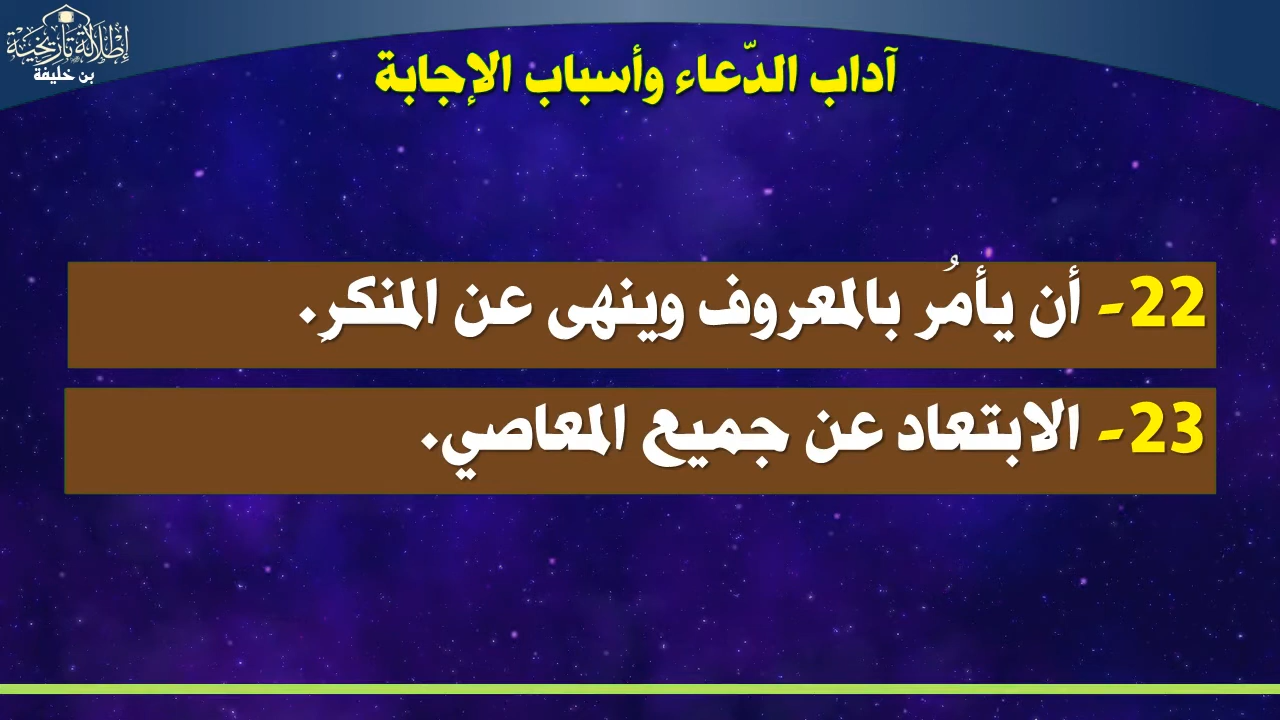 إطلالة تاريخية
بن خليفة
آداب الدّعاء وأسباب الإجابة
22- أن يأمُر بالمعروف وينهى عن المنكرِ.
23- الابتعاد عن جميع المعاصي.